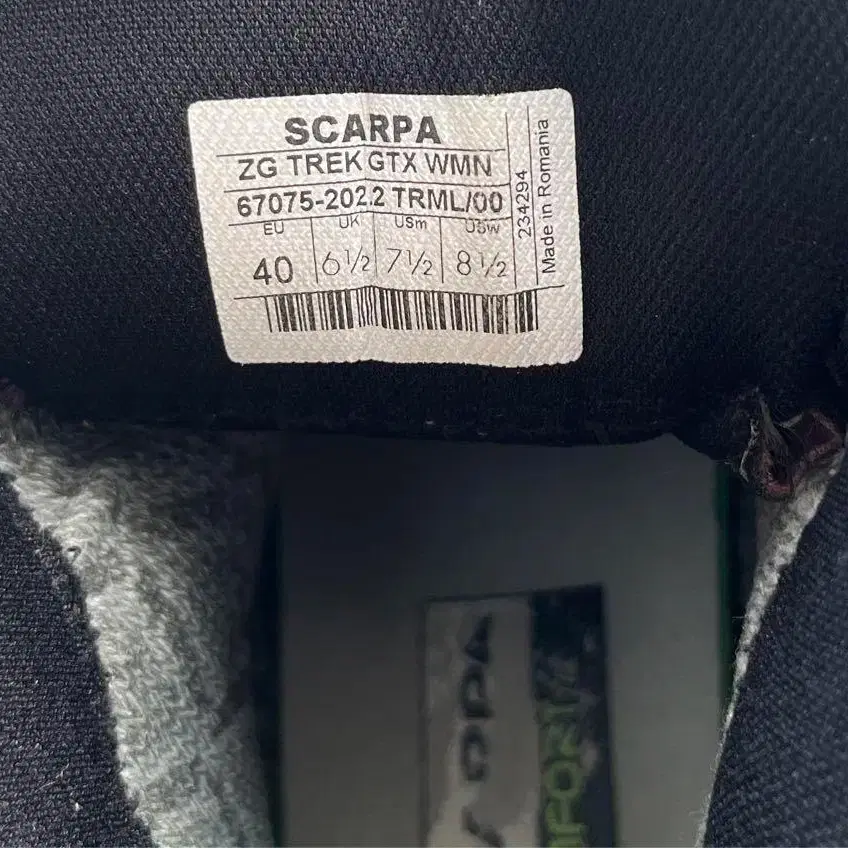 SCARPA
ZG TREK GTX WMN
67075-202.2 TRML/00
EU UK USm USw
40 6½ 7½ 8½
234294
Made in Romania